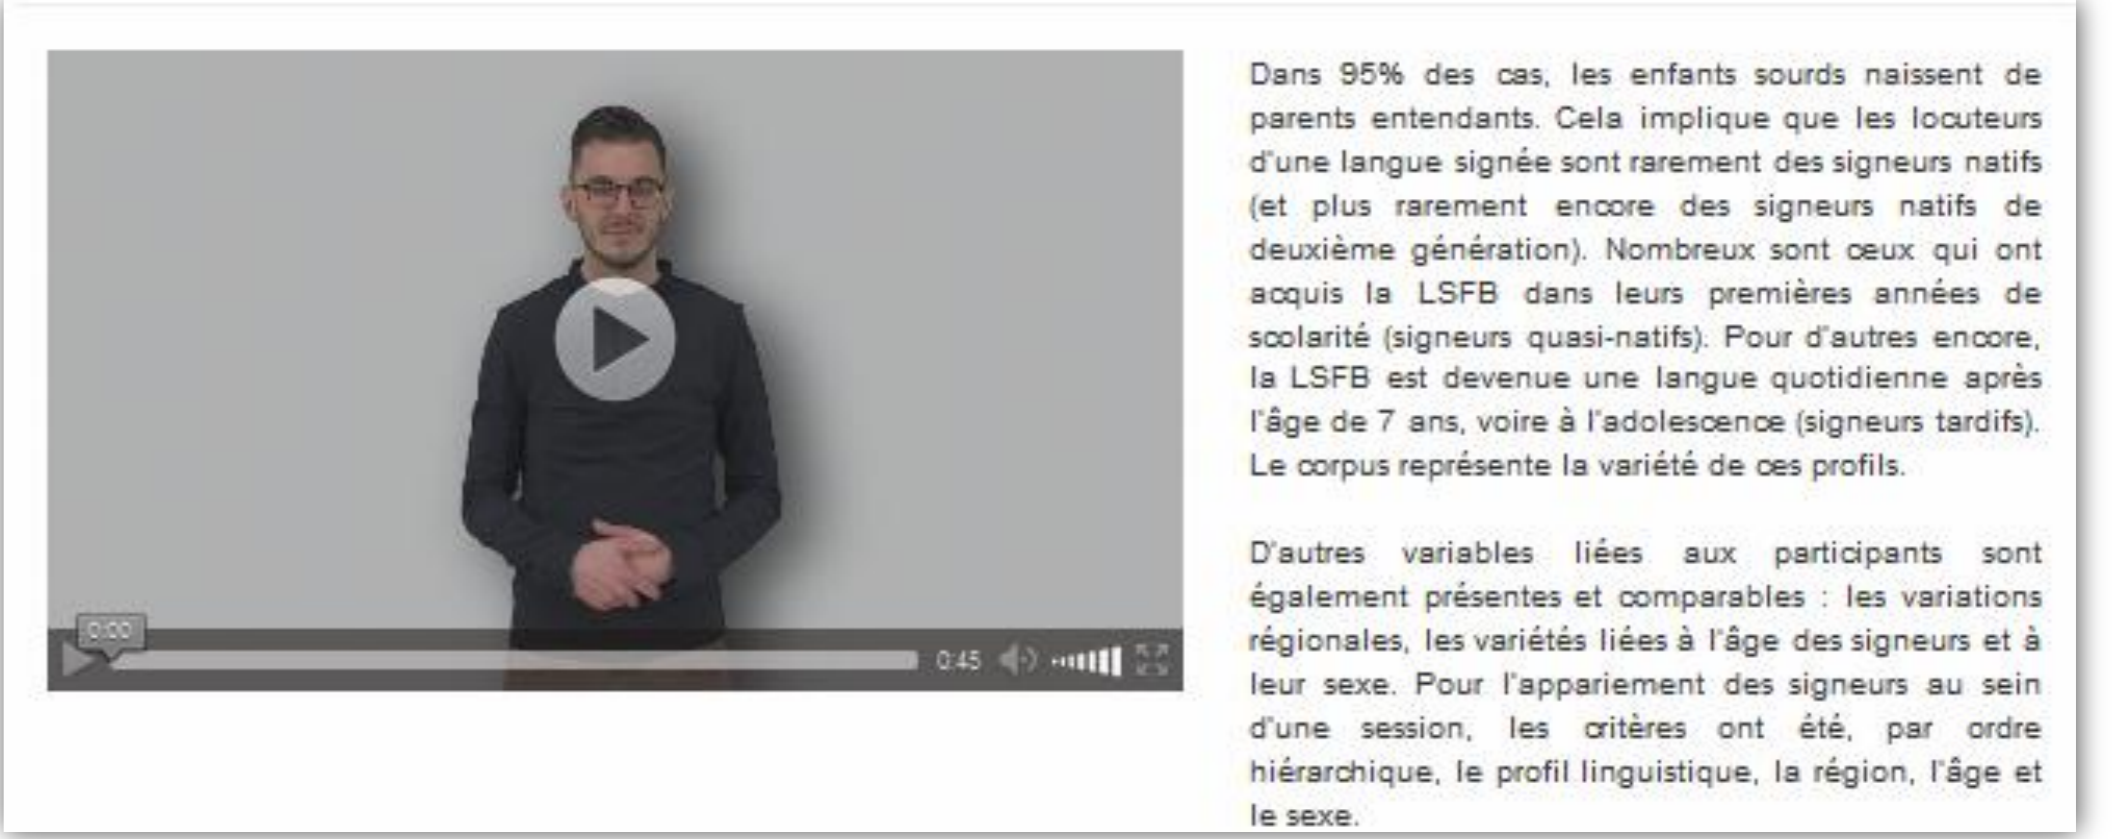 0:00
0:45
Dans 95% des cas, les enfants sourds naissent de
parents entendants. Cela implique que les locuteurs
d'une langue signée sont rarement des signeurs natifs
(et plus rarement encore des signeurs natifs de
deuxième génération). Nombreux sont ceux qui ont
acquis la LSFB dans leurs premières années de
scolarité (signeurs quasi-natifs). Pour d'autres encore,
la LSFB est devenue une langue quotidienne après
l'âge de 7 ans, voire à l'adolescence (signeurs tardifs).
Le corpus représente la variété de ces profils.
D'autres variables liées aux participants sont
également présentes et comparables : les variations
régionales, les variétés liées à l'âge des signeurs et à
leur sexe. Pour l'appariement des signeurs au sein
d'une session, les critères ont été, par ordre
hiérarchique, le profil linguistique, la région, l'âge et
le sexe.